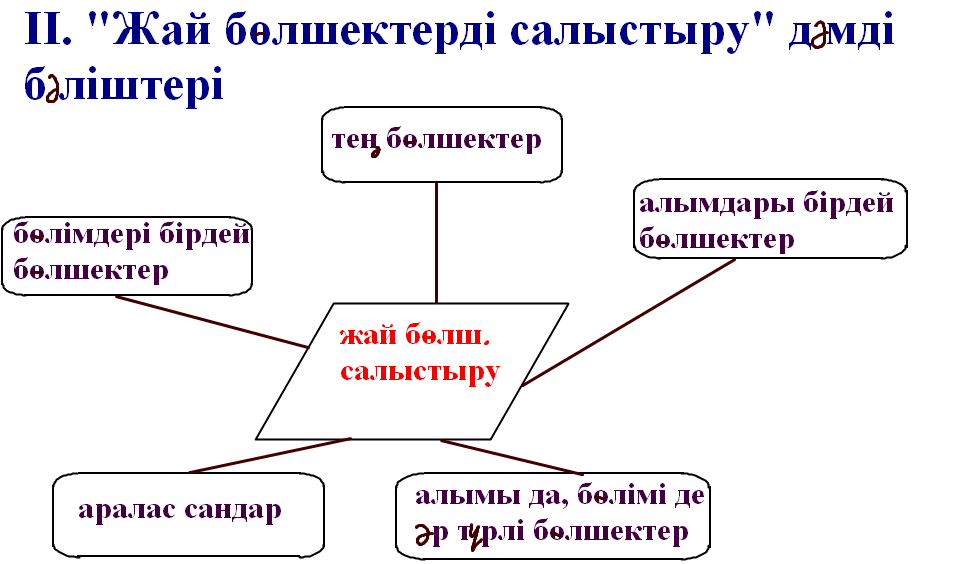 II. "Жай бөлшектерді салыстыру" дәмді
бәліштері
тең бөлшектер
алымдары бірдей
бөлшектер
бөлімдері бірдей
бөлшектер
жай бөлш.
салыстыру
аралас сандар
алымы да, бөлімі де
әр түрлі бөлшектер